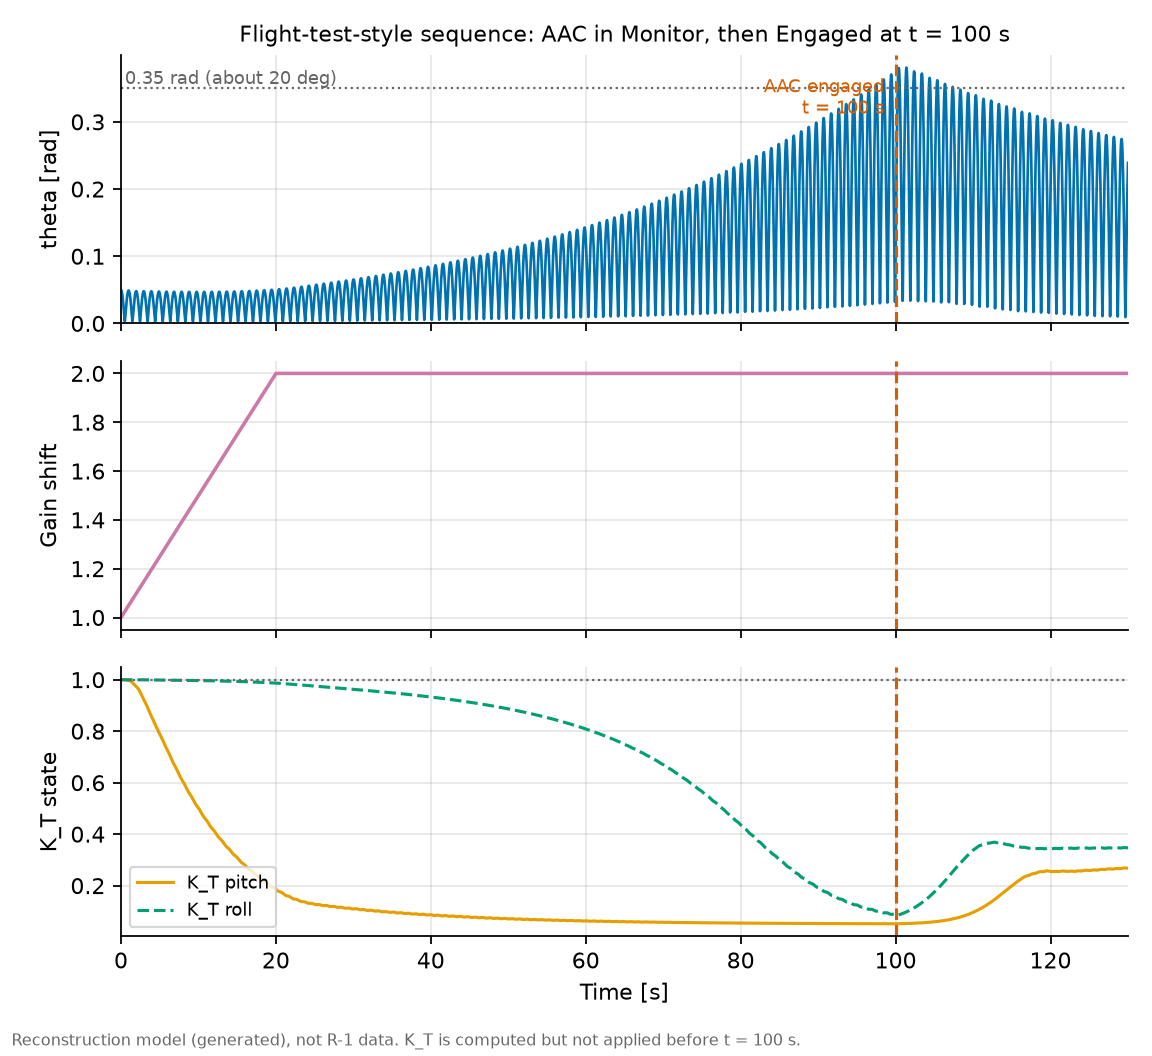 Flight-test-style sequence: AAC in Monitor, then Engaged at t = 100 s
0.35 rad (about 20 deg)
AAC engaged
t = 100 s
theta [rad]
0.3
0.2
0.1
0.0
Gain shift
2.0
1.8
1.6
1.4
1.2
1.0
K_T state
1.0
0.8
0.6
0.4
0.2
K_T pitch
K_T roll
0 20 40 60 80 100 120
Time [s]
Reconstruction model (generated), not R-1 data. K_T is computed but not applied before t = 100 s.